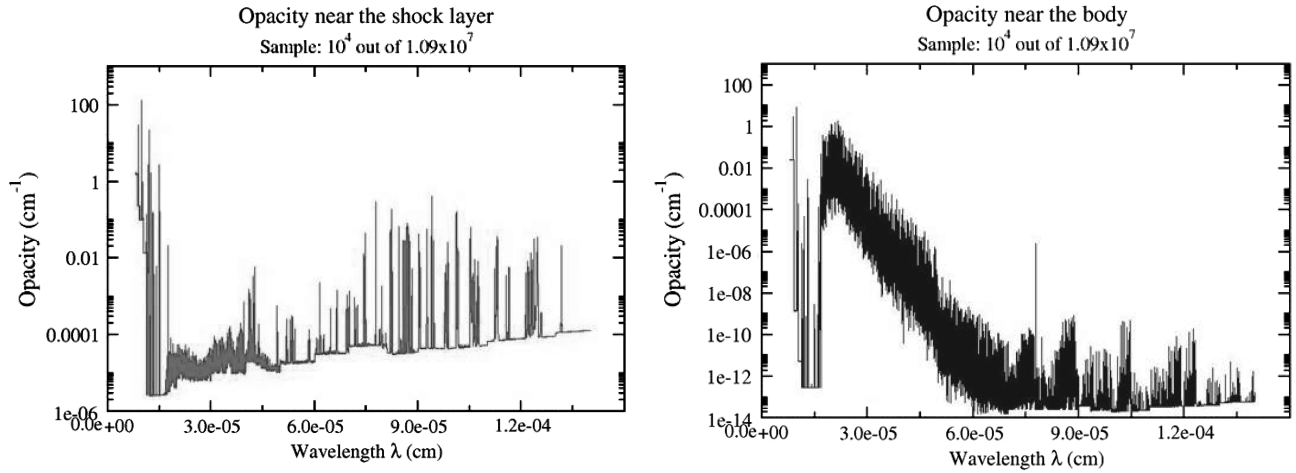 Opacity near the shock layer
Sample: 10^4 out of 1.09x10^7
Opacity (cm^-1)
100
1
0.01
0.0001
1e-06
0.0e+00
3.0e-05
6.0e-05
9.0e-05
1.2e-04
Wavelength λ (cm)
Opacity near the body
Sample: 10^4 out of 1.09x10^7
Opacity (cm^-1)
100
1
0.01
0.0001
1e-06
1e-08
1e-10
1e-12
1e-14
0.0e+00
3.0e-05
6.0e-05
9.0e-05
1.2e-04
Wavelength λ (cm)